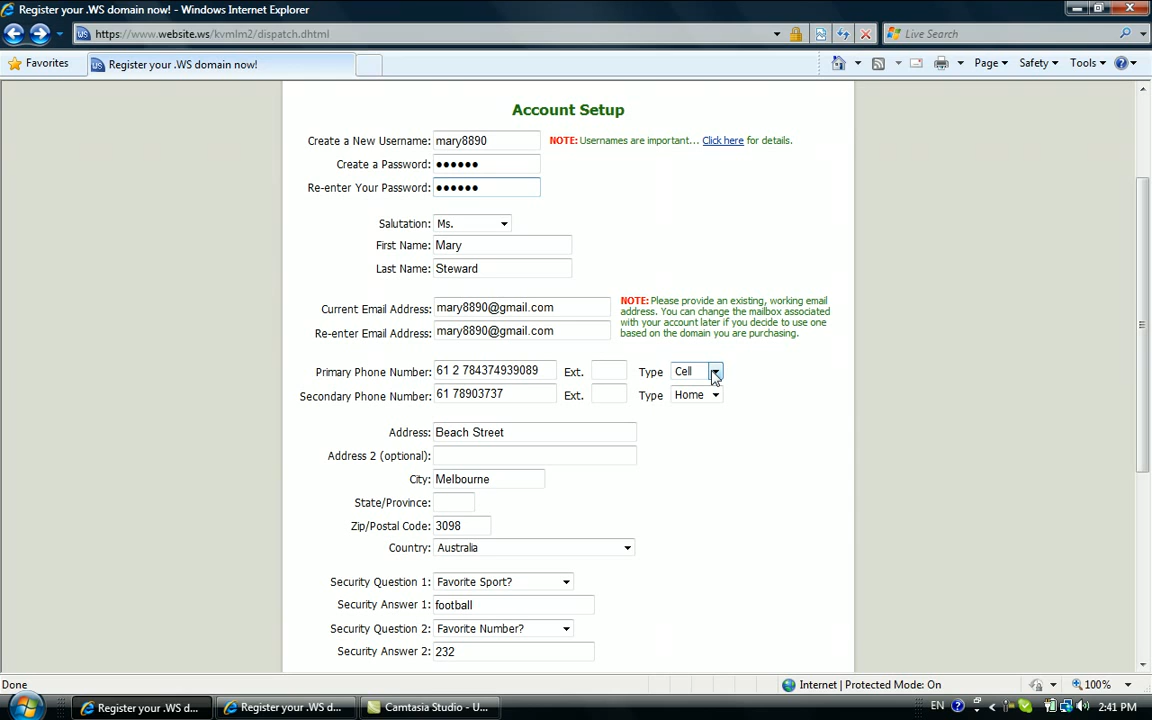 Register your .WS domain now! - Windows Internet Explorer
https://www.website.ws/kvmlm2/dispatch.dhtml
Live Search
Favorites
Register your .WS domain now!
Page
Safety
Tools
Account Setup
Create a New Username: mary8890 NOTE: Usernames are important... Click here for details.
Create a Password: ●●●●●●
Re-enter Your Password: ●●●●●●
Salutation: Ms.
First Name: Mary
Last Name: Steward
Current Email Address: mary8890@gmail.com
Re-enter Email Address: mary8890@gmail.com
NOTE: Please provide an existing, working email
address. You can change the mailbox associated
with your account later if you decide to use one
based on the domain you are purchasing.
Primary Phone Number: 61 2 784374939089 Ext. Type Cell
Secondary Phone Number: 61 78903737 Ext. Type Home
Address: Beach Street
Address 2 (optional):
City: Melbourne
State/Province:
Zip/Postal Code: 3098
Country: Australia
Security Question 1: Favorite Sport?
Security Answer 1: football
Security Question 2: Favorite Number?
Security Answer 2: 232
Done
Internet | Protected Mode: On
100%
Register your .WS d...
Register your .WS d...
Camtasia Studio - U...
EN
2:41 PM